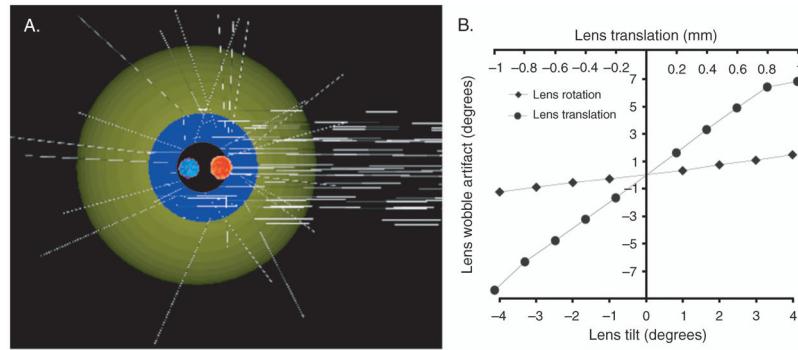 A.
B.
Lens translation (mm)
−1 −0.8 −0.6 −0.4 −0.2 0.2 0.4 0.6 0.8 1
Lens rotation
Lens translation
Lens wobble artifact (degrees)
7
5
3
1
−1
−3
−5
−7
−4 −3 −2 −1 0 1 2 3 4
Lens tilt (degrees)